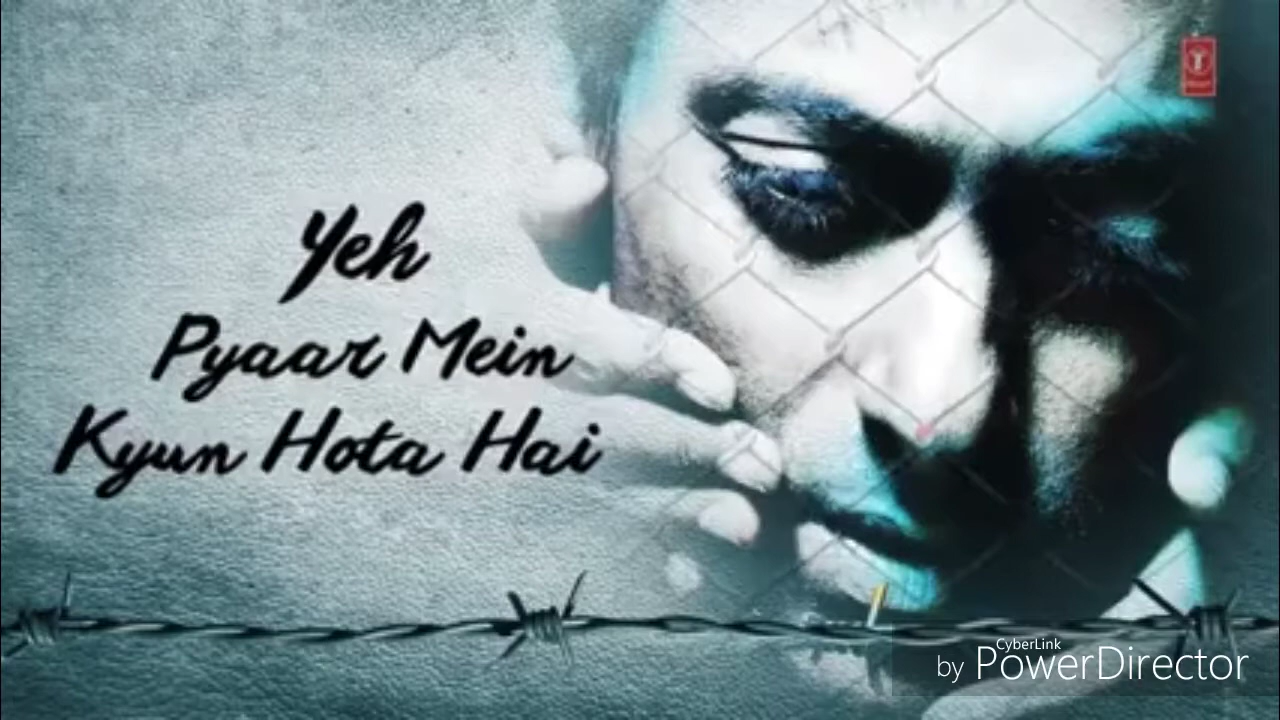 Yeh
Pyaar Mein
Kyun Hota Hai
CyberLink
by PowerDirector